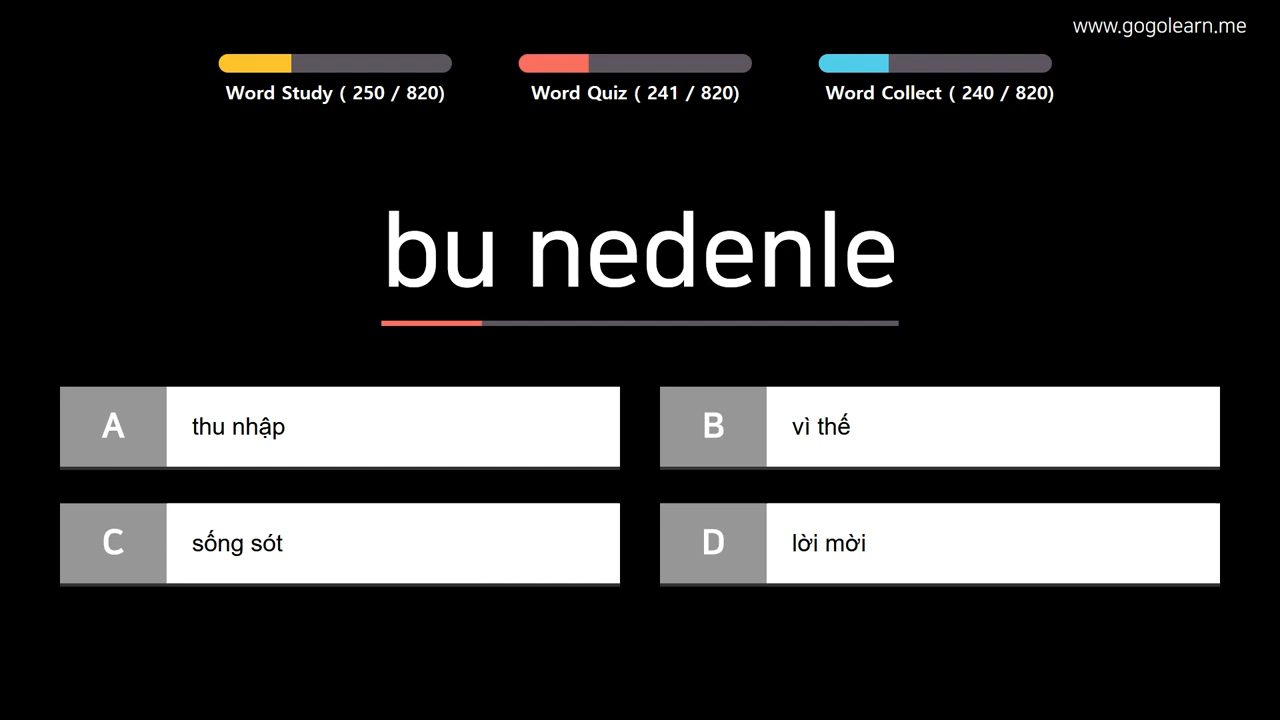 www.gogolearn.me
Word Study ( 250 / 820)
Word Quiz ( 241 / 820)
Word Collect ( 240 / 820)
bu nedenle
A
thu nhập
B
vì thế
C
sống sót
D
lời mời